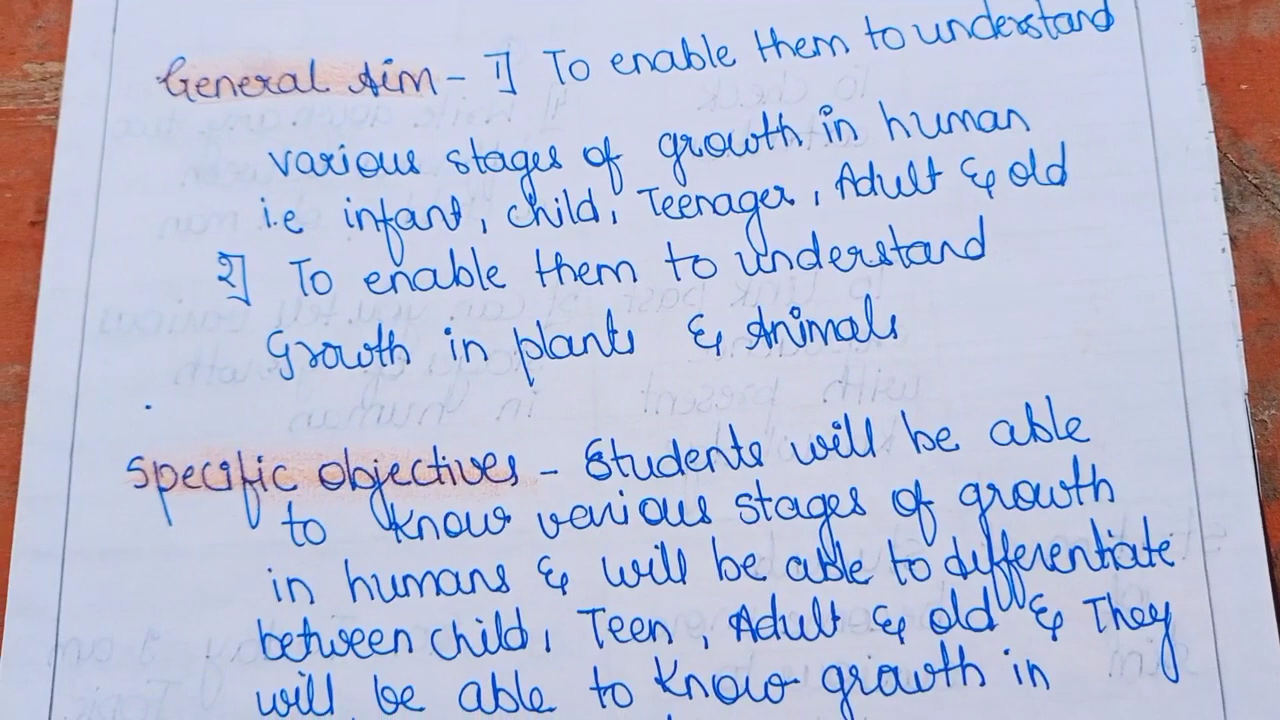 General Aim - 1] To enable them to understand
various stages of growth in human
i.e infant, child, Teenager, Adult & old
2] To enable them to understand
Growth in plants & Animals
Specific objectives - Students will be able
to know various stages of growth
in humans & will be able to differentiate
between child, Teen, Adult & old & They
will be able to know growth in